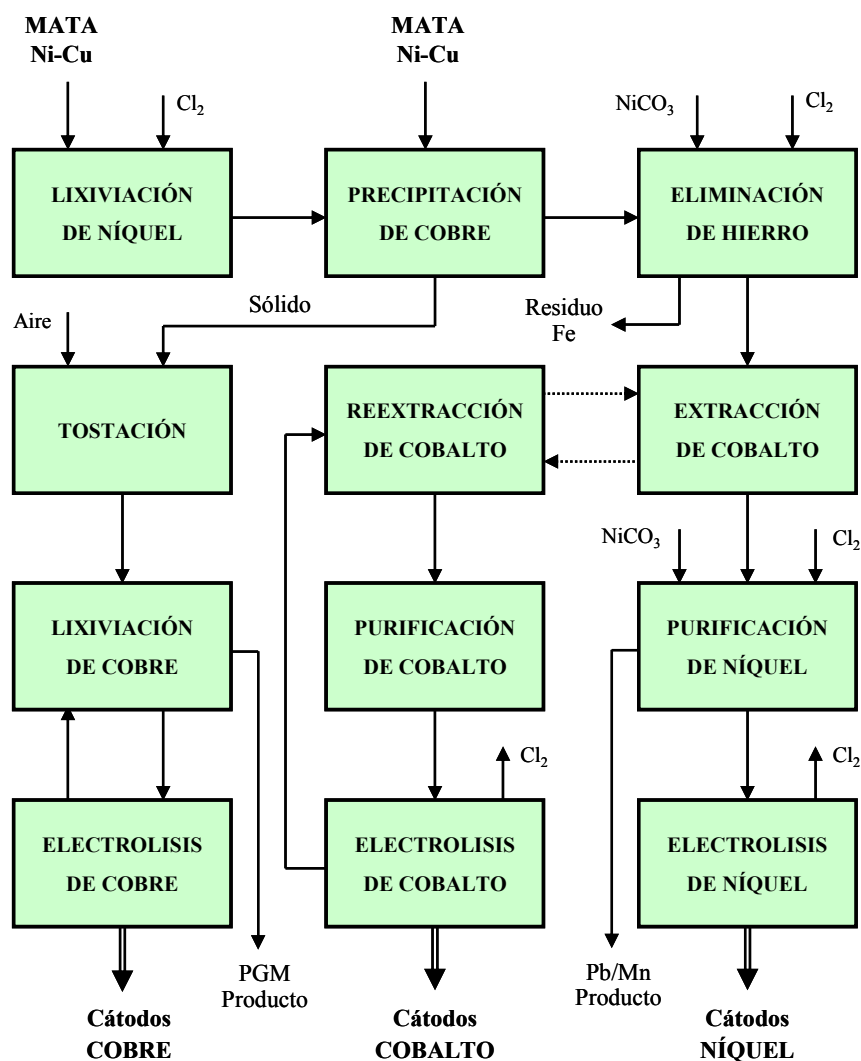 MATA
Ni-Cu
MATA
Ni-Cu
Cl₂
NiCO₃
Cl₂
LIXIVIACIÓN
DE NÍQUEL
PRECIPITACIÓN
DE COBRE
ELIMINACIÓN
DE HIERRO
Sólido
Residuo
Fe
Aire
TOSTACIÓN
REEXTRACCIÓN
DE COBALTO
EXTRACCIÓN
DE COBALTO
NiCO₃
Cl₂
LIXIVIACIÓN
DE COBRE
PURIFICACIÓN
DE COBALTO
PURIFICACIÓN
DE NÍQUEL
Cl₂
Cl₂
ELECTROLISIS
DE COBRE
ELECTROLISIS
DE COBALTO
ELECTROLISIS
DE NÍQUEL
PGM
Producto
Pb/Mn
Producto
Cátodos
COBRE
Cátodos
COBALTO
Cátodos
NÍQUEL